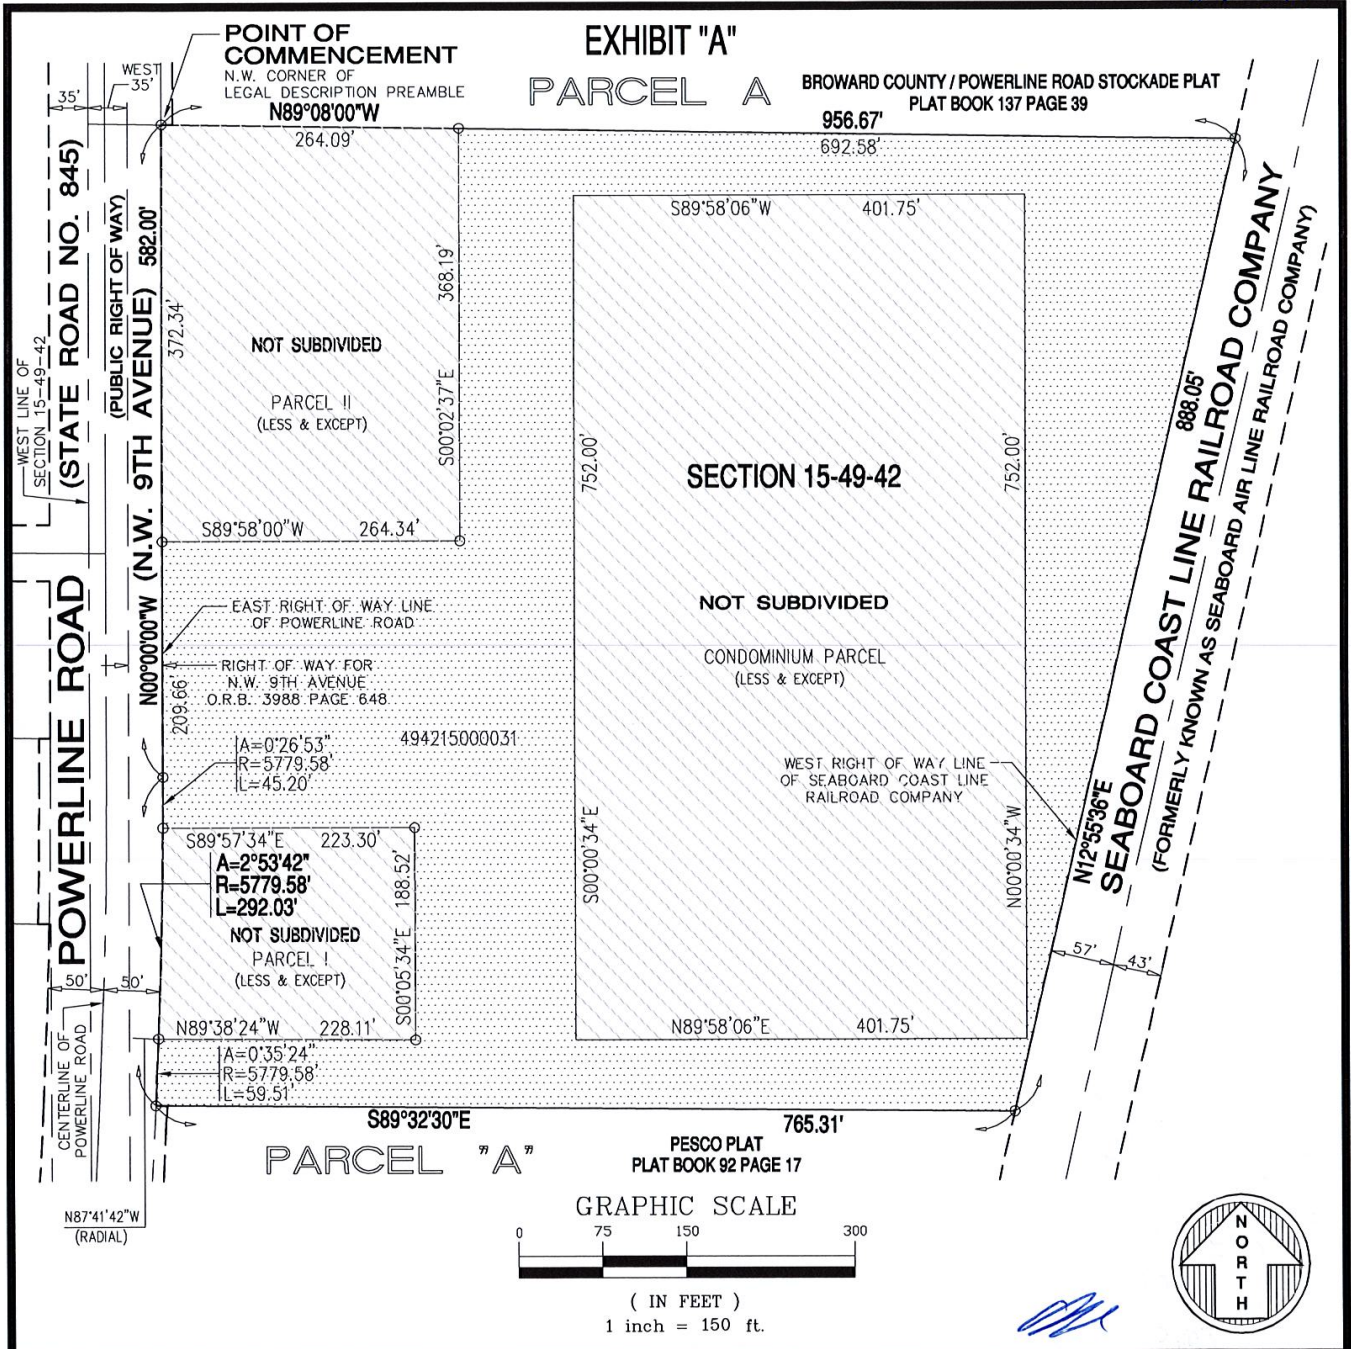 EXHIBIT "A"
POINT OF
COMMENCEMENT
N.W. CORNER OF
LEGAL DESCRIPTION PREAMBLE
N89°08'00"W
264.09'
PARCEL A
BROWARD COUNTY / POWERLINE ROAD STOCKADE PLAT
PLAT BOOK 137 PAGE 39
956.67'
692.58'
WEST
35'
35'
(STATE ROAD NO. 845)
(PUBLIC RIGHT OF WAY)
N00°00'00"W (N.W. 9TH AVENUE) 582.00'
372.34'
WEST LINE OF
SECTION 15-49-42
368.19'
S00°02'37"E
NOT SUBDIVIDED
PARCEL II
(LESS & EXCEPT)
S89°58'00"W 264.34'
S89°58'06"W 401.75'
752.00'
752.00'
SECTION 15-49-42
NOT SUBDIVIDED
CONDOMINIUM PARCEL
(LESS & EXCEPT)
888.05'
SEABOARD COAST LINE RAILROAD COMPANY
(FORMERLY KNOWN AS SEABOARD AIR LINE RAILROAD COMPANY)
N12°55'36"E
WEST RIGHT OF WAY LINE
OF SEABOARD COAST LINE
RAILROAD COMPANY
POWERLINE ROAD
EAST RIGHT OF WAY LINE
OF POWERLINE ROAD
RIGHT OF WAY FOR
N.W. 9TH AVENUE
O.R.B. 3988 PAGE 648
209.66'
A=0°26'53"
R=5779.58'
L=45.20'
494215000031
S89°57'34"E 223.30'
A=2°53'42"
R=5779.58'
L=292.03'
188.52'
S00°05'34"E
NOT SUBDIVIDED
PARCEL I
(LESS & EXCEPT)
S00°00'34"E
N00°00'34"W
57'
43'
50'
50'
N89°38'24"W 228.11'
N89°58'06"E 401.75'
A=0°35'24"
R=5779.58'
L=59.51'
CENTERLINE OF
POWERLINE ROAD
S89°32'30"E
765.31'
PARCEL "A"
PESCO PLAT
PLAT BOOK 92 PAGE 17
N87°41'42"W
(RADIAL)
GRAPHIC SCALE
0 75 150 300
( IN FEET )
1 inch = 150 ft.
NORTH